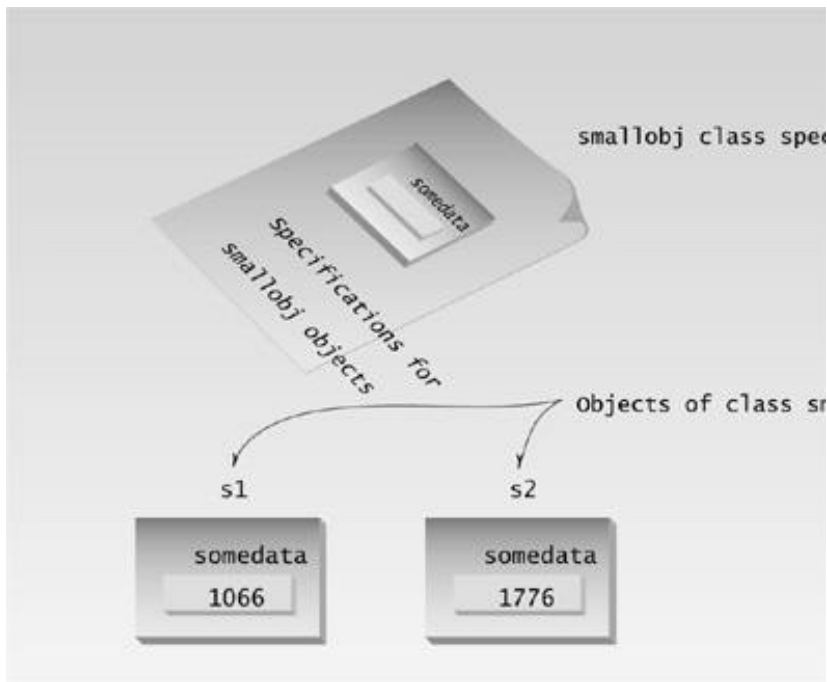 smallobj class spec
somedata
Specifications for
smallobj objects
Objects of class sm
s1
s2
somedata
1066
somedata
1776